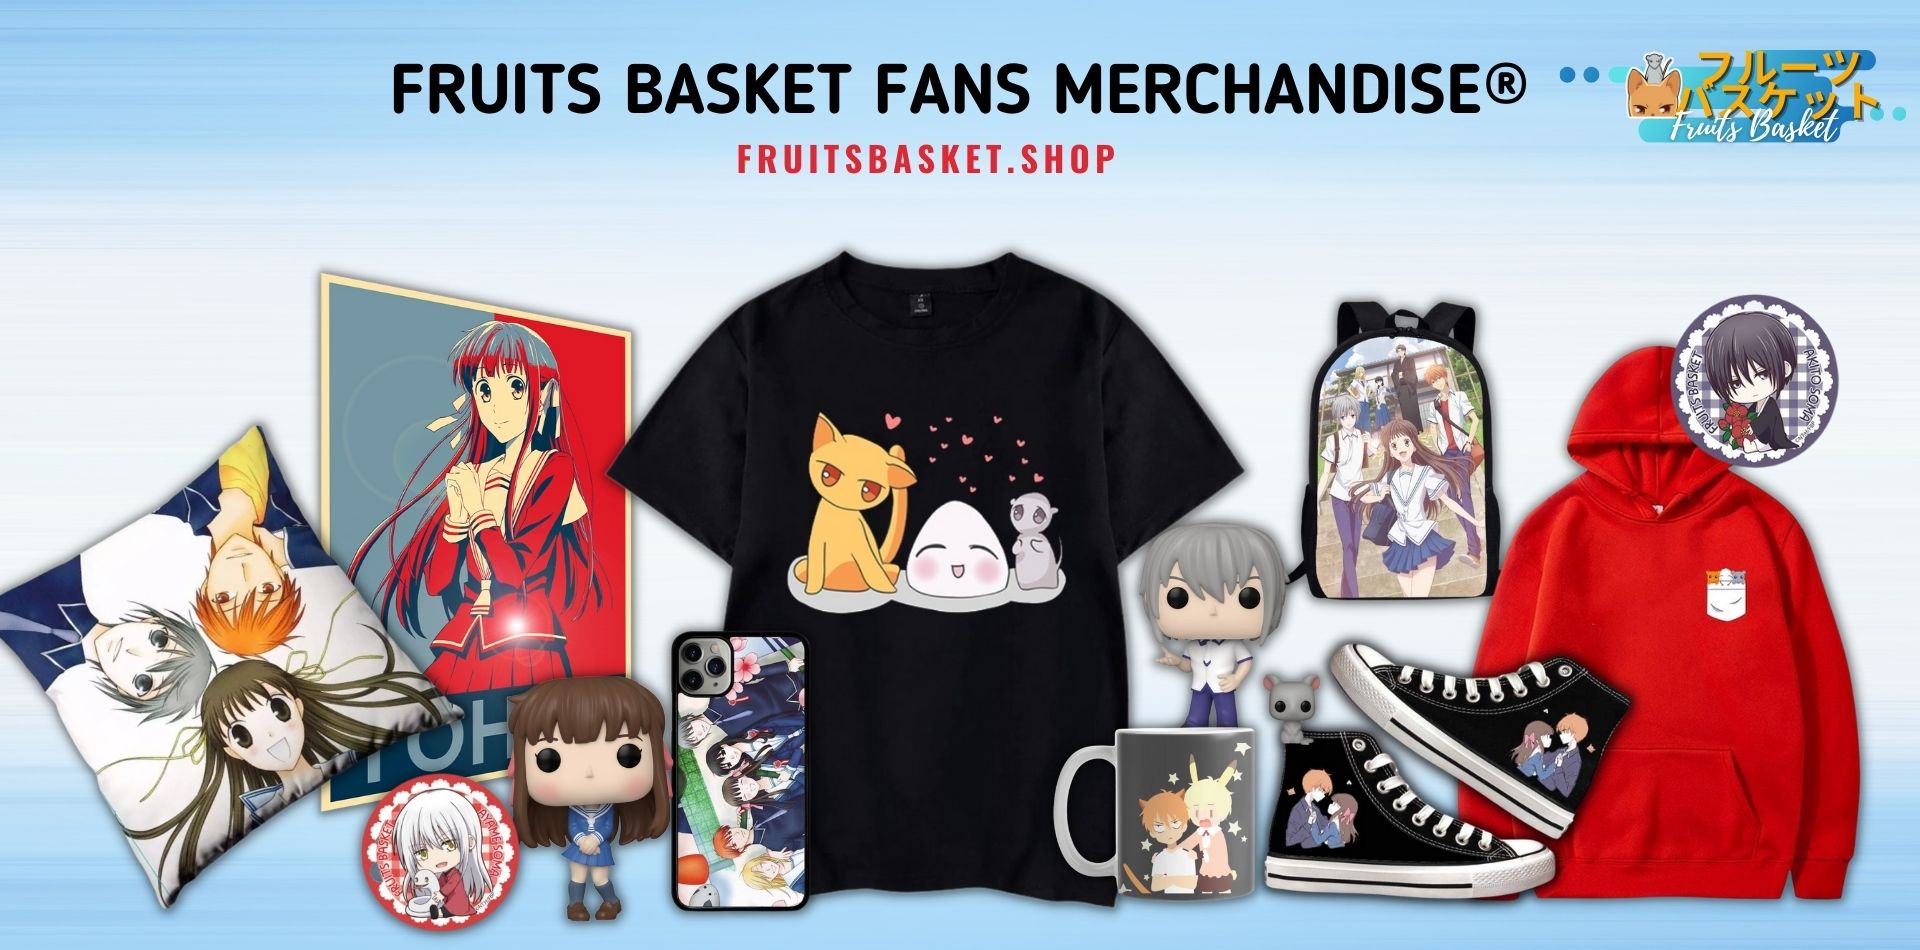 FRUITS BASKET FANS MERCHANDISE®
FRUITSBASKET.SHOP
フルーツ
バスケット
Fruits Basket
FRUITS BASKET
AKITO SOMA
TOH
FRUITS BASKET
AYAME SOMA